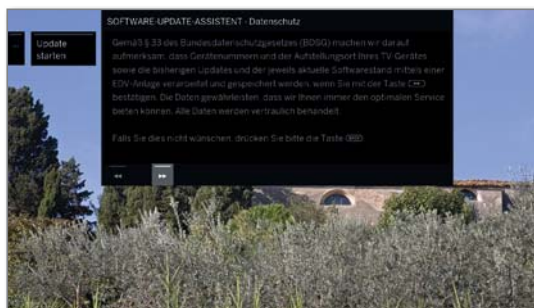 SOFTWARE-UPDATE-ASSISTENT - Datenschutz
...
Update
starten
Gemäß § 33 des Bundesdatenschutzgesetzes (BDSG) machen wir darauf
aufmerksam, dass Gerätenummern und der Aufstellungsort Ihres TV-Gerätes
sowie die bisherigen Updates und der jeweils aktuelle Softwarestand mittels einer
EDV-Anlage verarbeitet und gespeichert werden, wenn Sie mit der Taste
bestätigen. Die Daten gewährleisten, dass wir Ihnen immer den optimalen Service
bieten können. Alle Daten werden vertraulich behandelt.
Falls Sie dies nicht wünschen, drücken Sie bitte die Taste